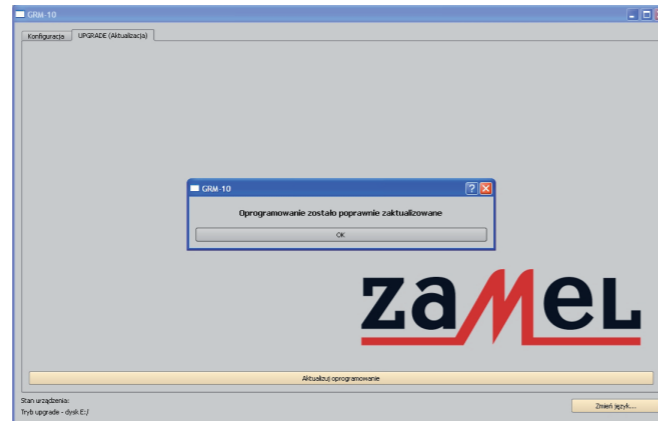 GRM-10
Konfiguracja
UPGRADE (Aktualizacja)
GRM-10
Oprogramowanie zostało poprawnie zaktualizowane
OK
zaMeL
Aktualizuj oprogramowanie
Stan urządzenia:
Tryb upgrade - dysk E:/
Zmień język...